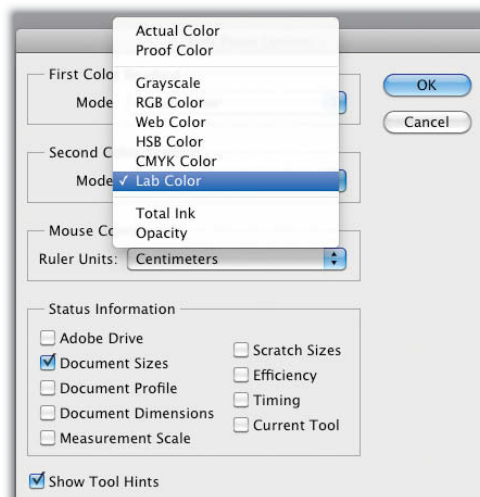 Actual Color
Proof Color
Grayscale
RGB Color
Web Color
HSB Color
CMYK Color
✓ Lab Color
Total Ink
Opacity
First Colo
Mode
Second C
Mode
Mouse Co
Ruler Units: Centimeters
OK
Cancel
Status Information
Adobe Drive
Document Sizes
Document Profile
Document Dimensions
Measurement Scale
Scratch Sizes
Efficiency
Timing
Current Tool
Show Tool Hints